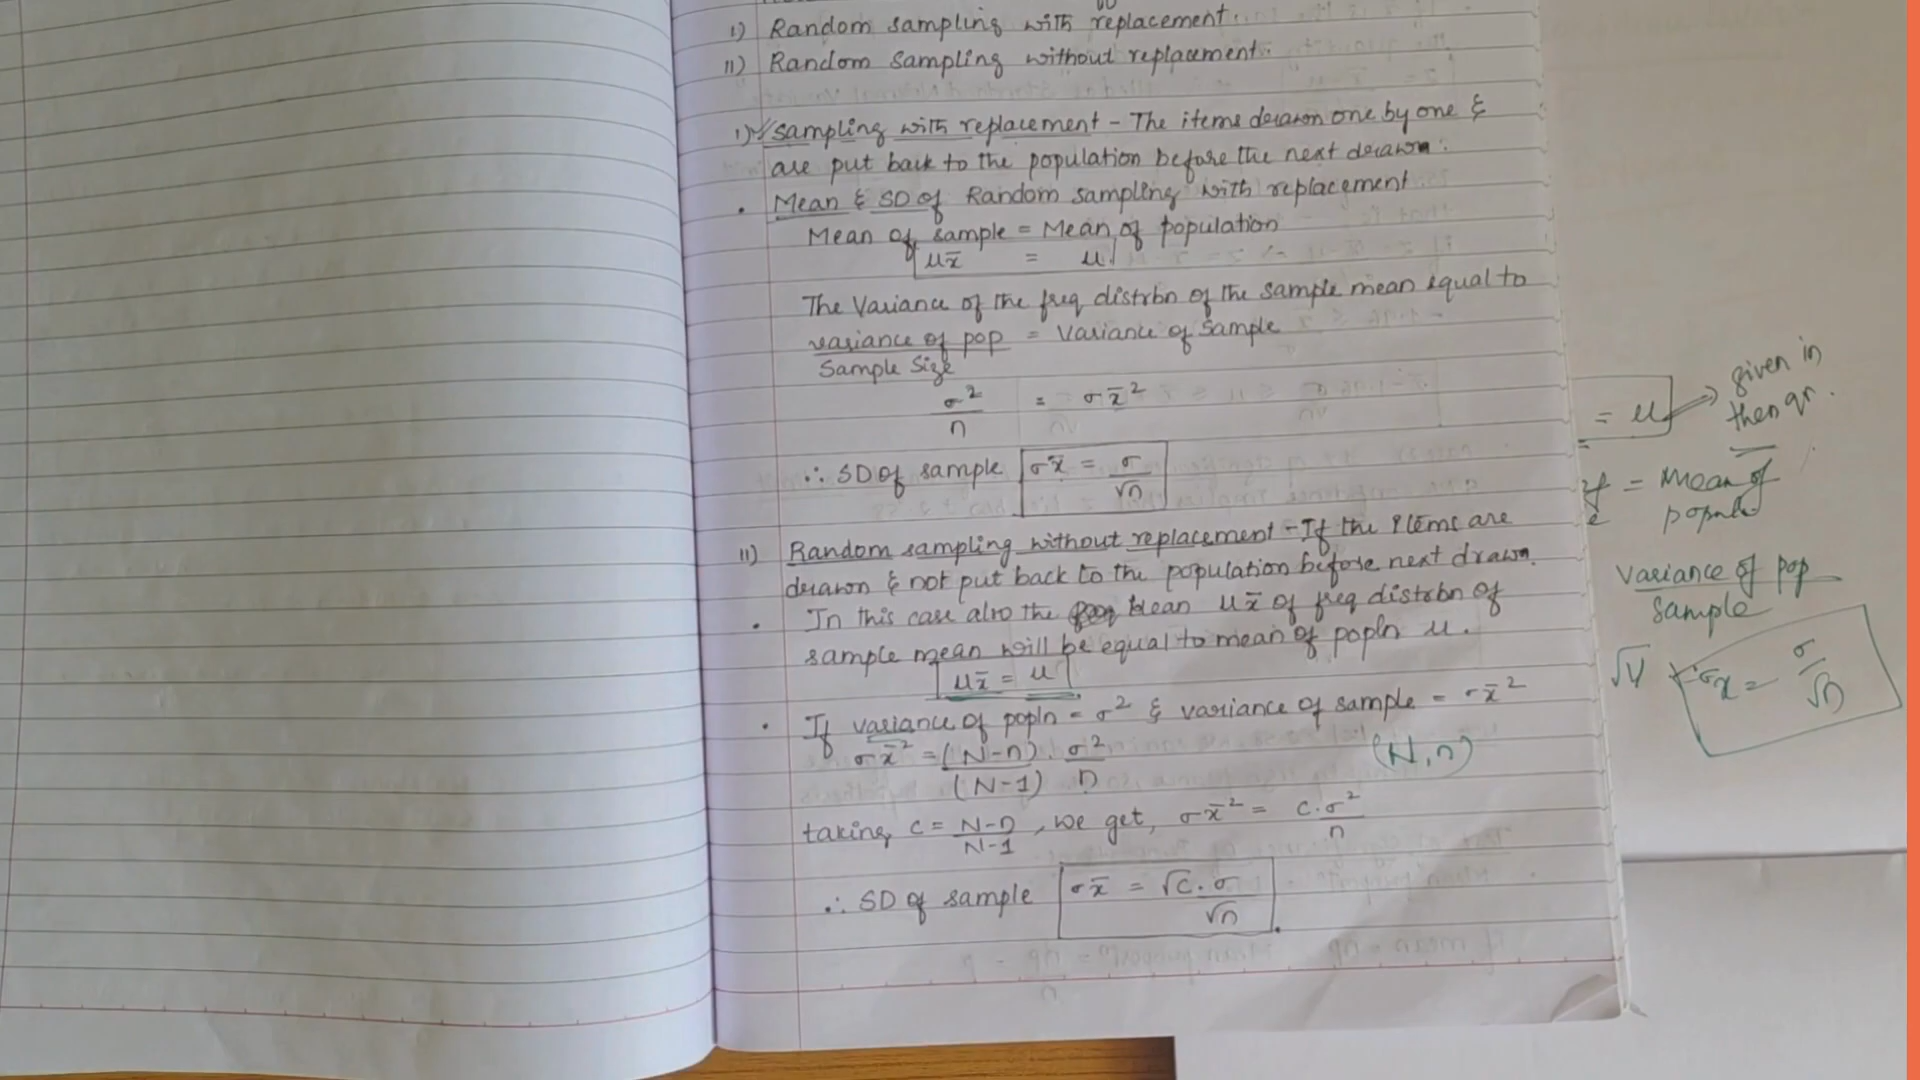 i) Random sampling with replacement.
ii) Random Sampling without replacement.
i) Sampling with replacement - The items drawn one by one &
are put back to the population before the next drawn.
• Mean & SD of Random sampling with replacement
Mean of sample = Mean of population
μx̄ = μ
The Variance of the freq distrbn of the sample mean equal to
variance of pop = Variance of Sample
Sample Size
σ² = σx̄²
n
∴ SD of sample σx̄ = σ
√n
ii) Random sampling without replacement - If the items are
drawn & not put back to the population before next drawn.
• In this case also the Mean μx̄ of freq distrbn of
sample mean will be equal to mean of popln μ.
μx̄ = μ
• If variance of popln = σ² & variance of sample = σx̄²
σx̄² = (N-n) . σ²
(N-1) n
(N,n)
taking c = N-n , we get, σx̄² = c.σ²
N-1 n
∴ SD of sample σx̄ = √c . σ
√n
= μ
given in
then qn.
= Mean of
variance of pop
sample
√V σx = σ
√n